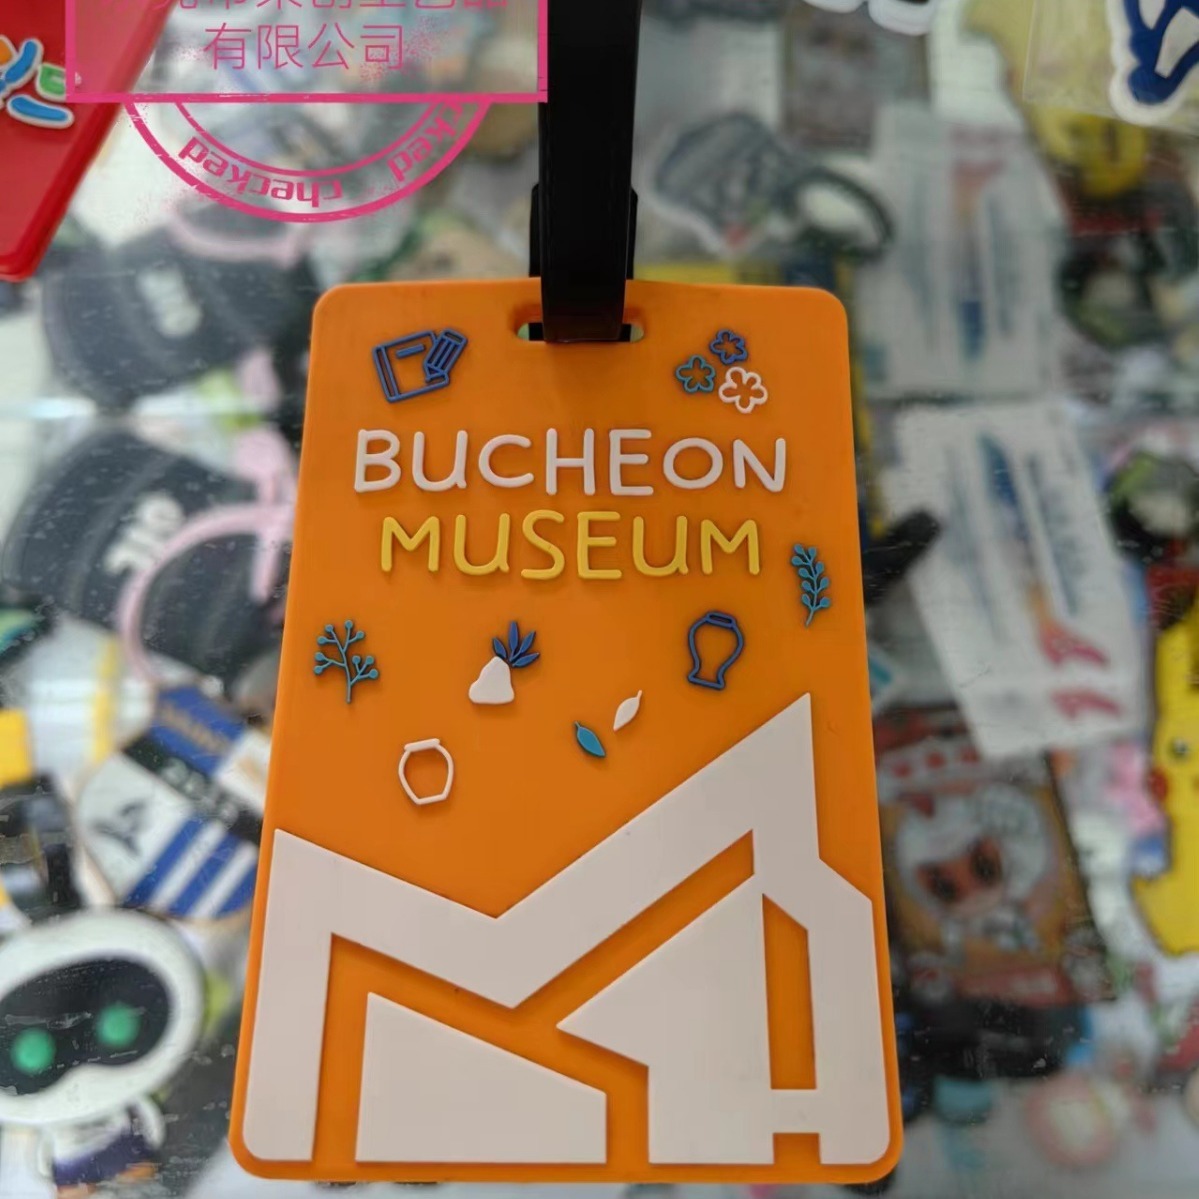 有限公司
checked
BUCHEON
MUSEUM